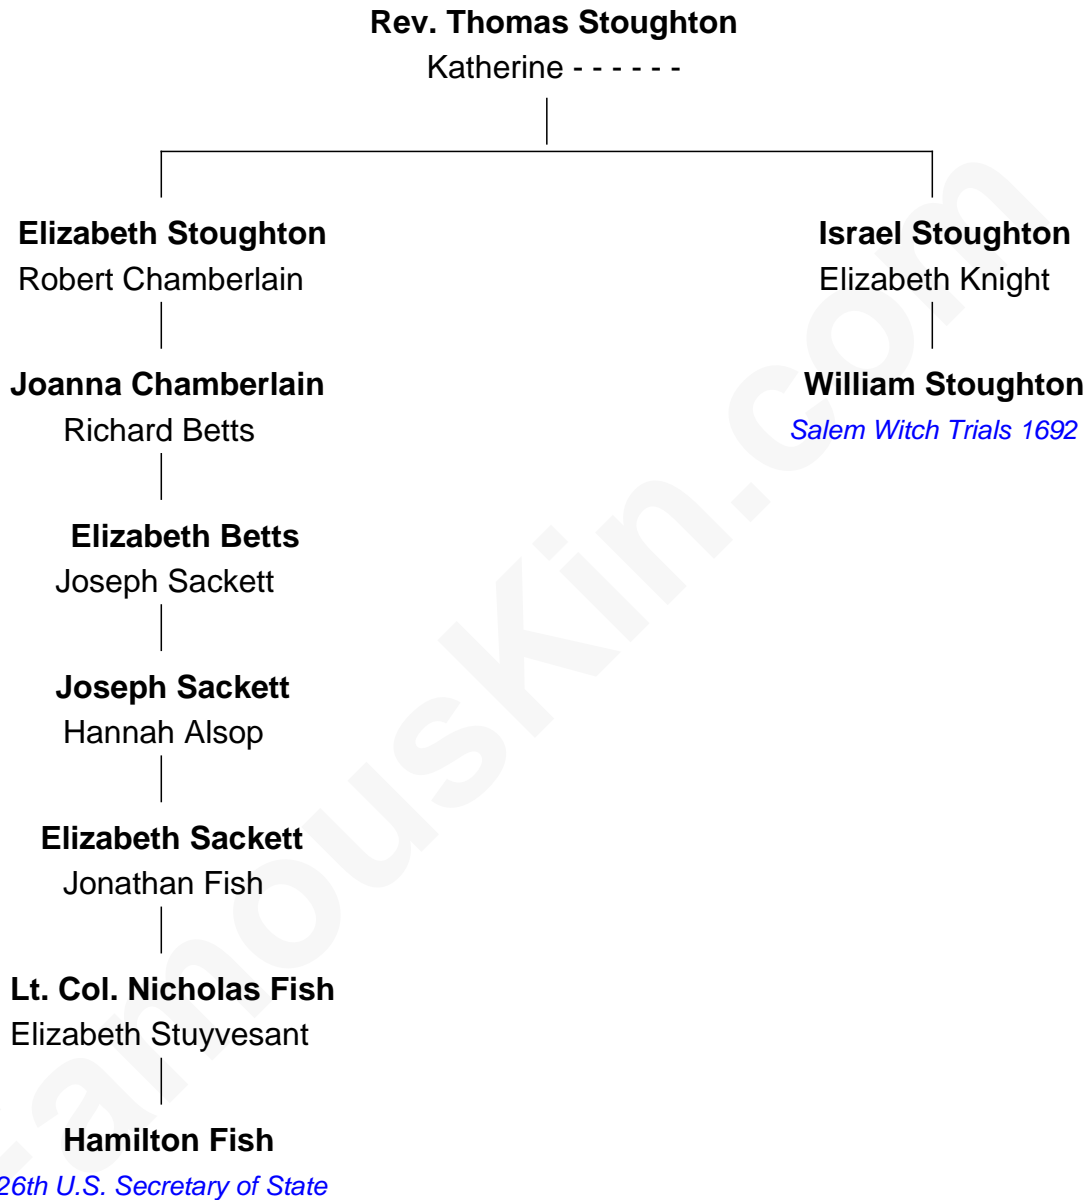 Rev. Thomas Stoughton
Katherine - - - - - -
Elizabeth Stoughton
Robert Chamberlain
Israel Stoughton
Elizabeth Knight
Joanna Chamberlain
Richard Betts
William Stoughton
Salem Witch Trials 1692
Elizabeth Betts
Joseph Sackett
Joseph Sackett
Hannah Alsop
Elizabeth Sackett
Jonathan Fish
Lt. Col. Nicholas Fish
Elizabeth Stuyvesant
Hamilton Fish
26th U.S. Secretary of State
FamousKin.com